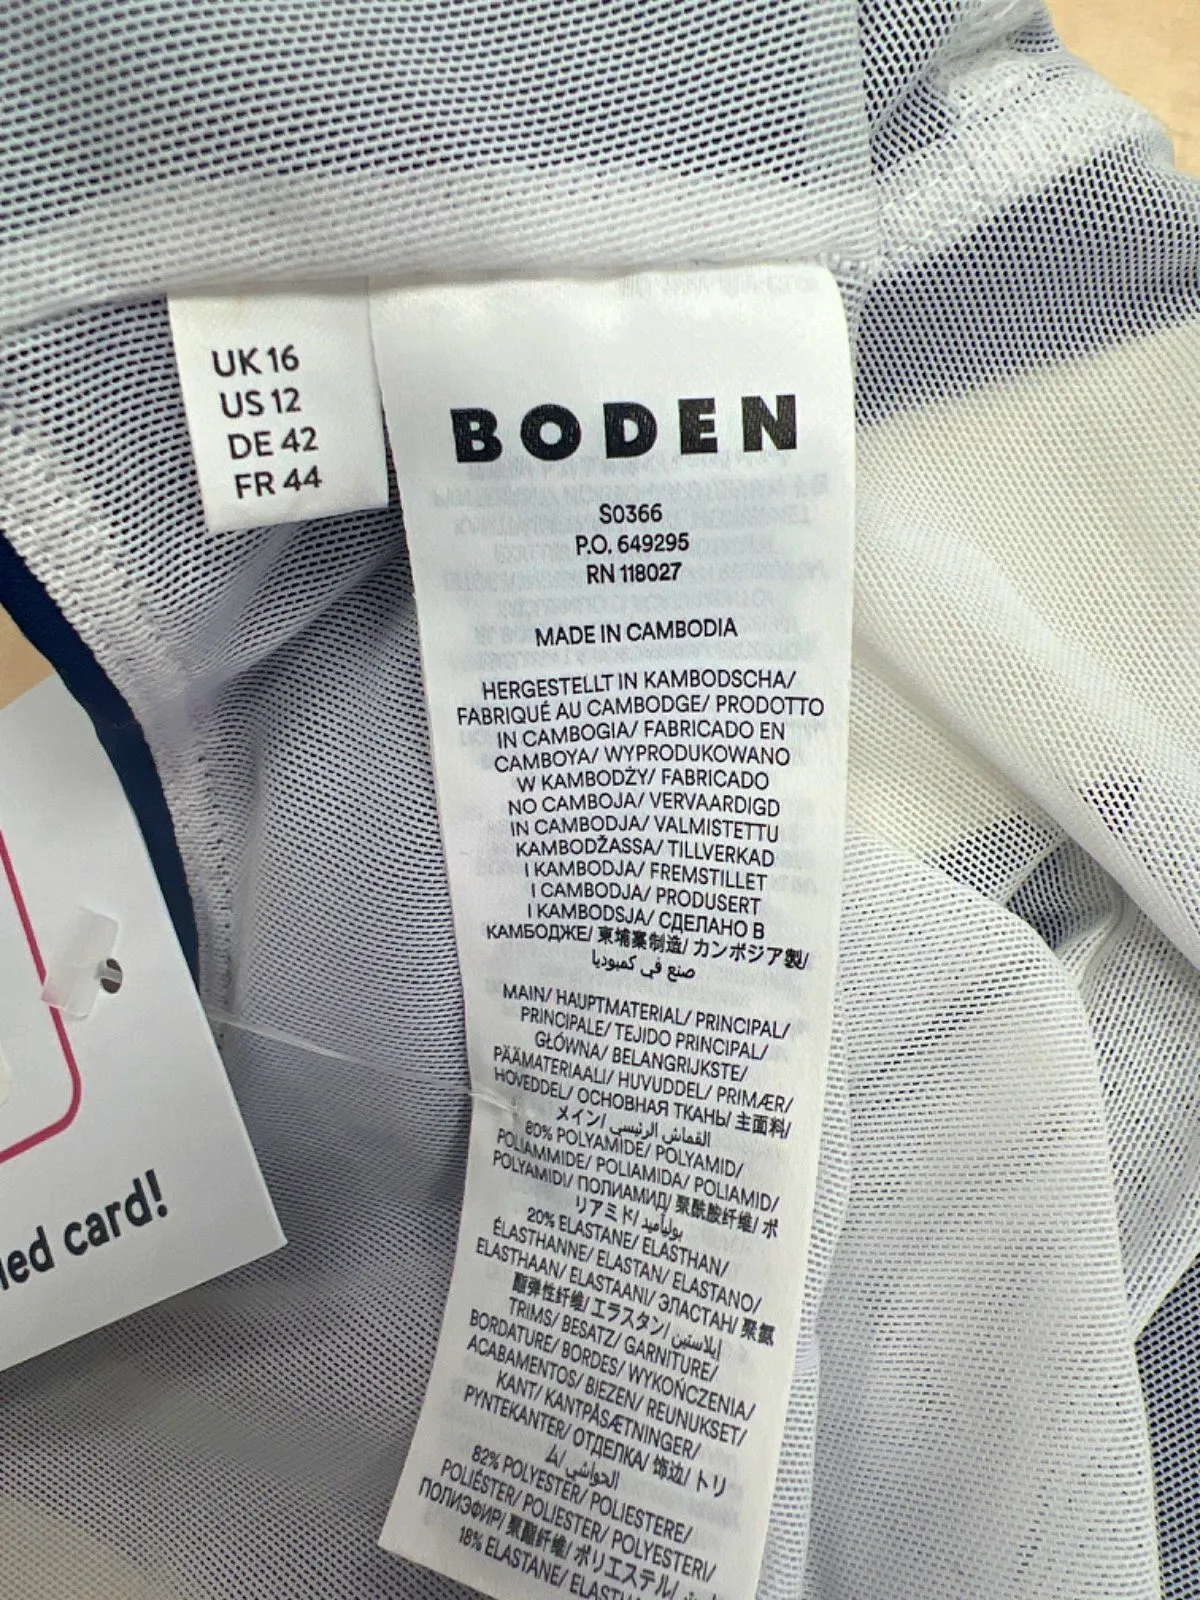 UK 16
US 12
DE 42
FR 44
BODEN
S0366
P.O. 649295
RN 118027
MADE IN CAMBODIA
HERGESTELLT IN KAMBODSCHA/
FABRIQUÉ AU CAMBODGE/ PRODOTTO
IN CAMBOGIA/ FABRICADO EN
CAMBOYA/ WYPRODUKOWANO
W KAMBODŻY/ FABRICADO
NO CAMBOJA/ VERVAARDIGD
IN CAMBODJA/ VALMISTETTU
KAMBODŽASSA/ TILLVERKAD
I KAMBODJA/ FREMSTILLET
I CAMBODJA/ PRODUSERT
I KAMBODSJA/ СДЕЛАНО В
КАМБОДЖЕ/ 柬埔寨制造/ カンボジア製/
صنع في كمبوديا
MAIN/ HAUPTMATERIAL/ PRINCIPAL/
PRINCIPALE/ TEJIDO PRINCIPAL/
GŁÓWNA/ BELANGRIJKSTE/
PÄÄMATERIAALI/ HUVUDDEL/ PRIMÆR/
HOVEDDEL/ ОСНОВНАЯ ТКАНЬ/ 主面料/
メイン/ القماش الرئيسي
80% POLYAMIDE/ POLYAMID/
POLIAMMIDE/ POLIAMIDA/ POLIAMID/
POLYAMIDI/ ПОЛИАМИД/ 聚酰胺纤维/ ポ
リアミド/ بولياميد
20% ELASTANE/ ELASTHAN/
ÉLASTHANNE/ ELASTAN/ ELASTANO/
ELASTHAAN/ ELASTAANI/ ЭЛАСТАН/ 聚氨
酯弹性纤维/ エラスタン/ إيلاستين
TRIMS/ BESATZ/ GARNITURE/
BORDATURE/ BORDES/ WYKOŃCZENIA/
ACABAMENTOS/ BIEZEN/ REUNUKSET/
KANT/ KANTPÅSÆTNINGER/
PYNTEKANTER/ ОТДЕЛКА/ 饰边/ トリ
ム/ الحواشي
82% POLYESTER/ POLIESTERE/
POLIÉSTER/ POLIESTER/ POLYESTERI/
ПОЛИЭФИР/ 聚酯纤维/ ポリエステル/
18% ELASTANE/
card!